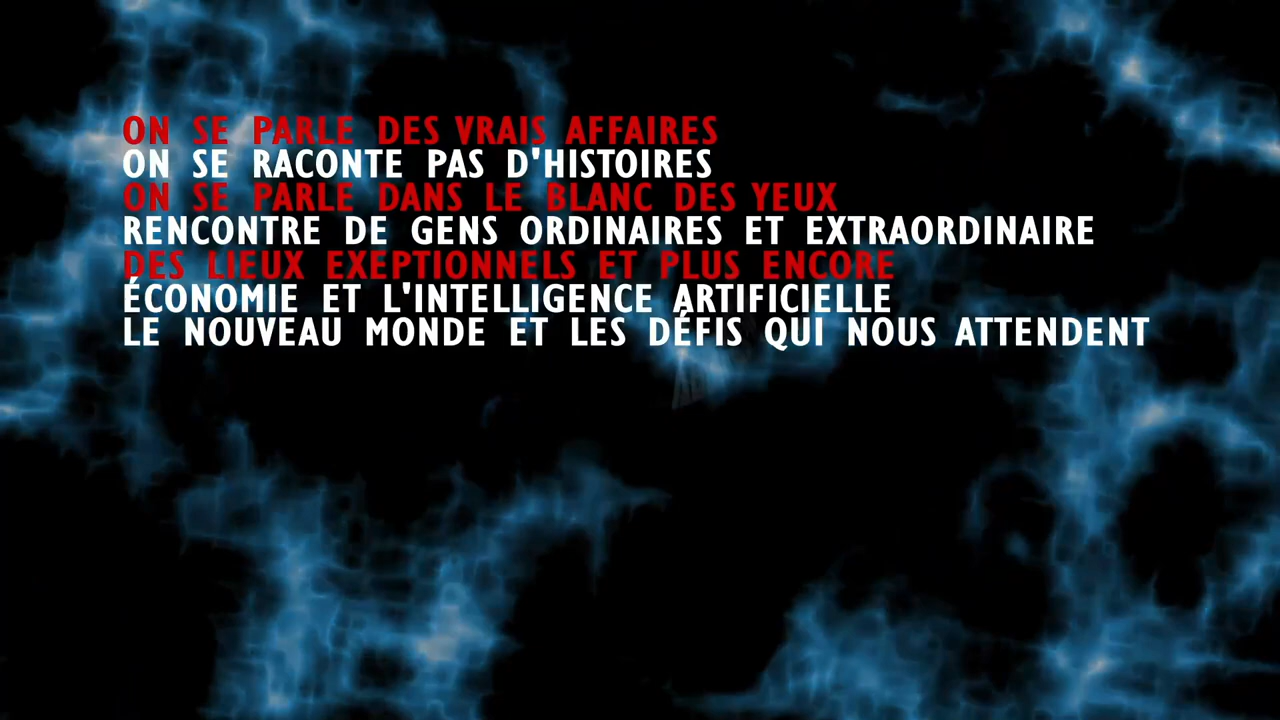 ON SE PARLE DES VRAIS AFFAIRES
ON SE RACONTE PAS D'HISTOIRES
ON SE PARLE DANS LE BLANC DES YEUX
RENCONTRE DE GENS ORDINAIRES ET EXTRAORDINAIRE
DES LIEUX EXEPTIONNELS ET PLUS ENCORE
ÉCONOMIE ET L'INTELLIGENCE ARTIFICIELLE
LE NOUVEAU MONDE ET LES DÉFIS QUI NOUS ATTENDENT